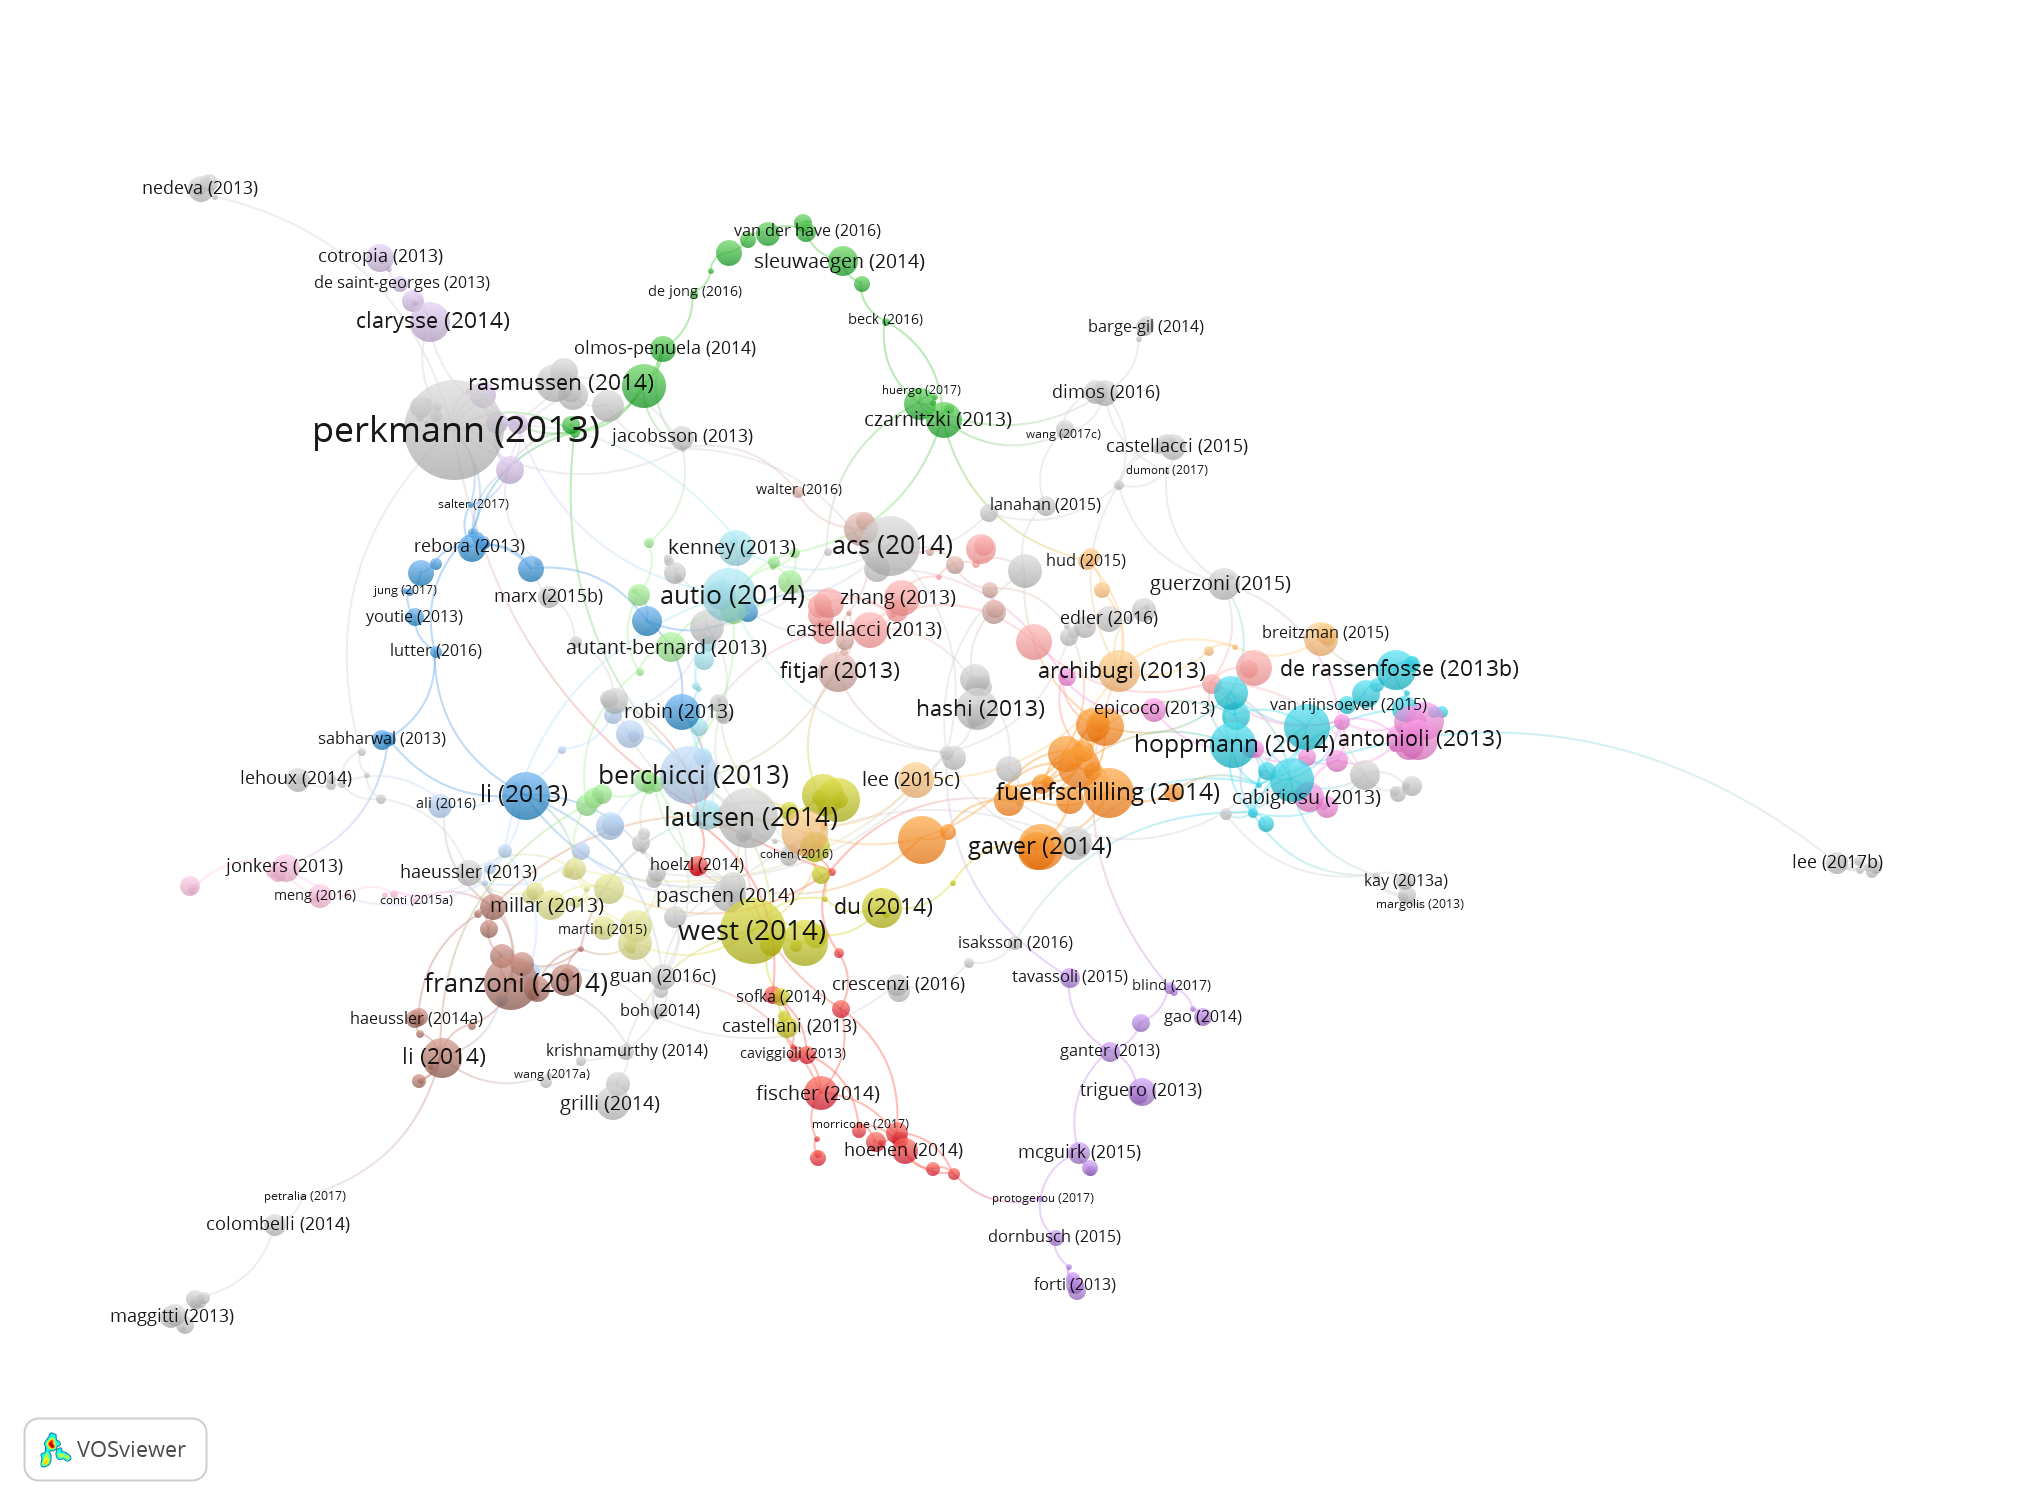 nedeva (2013)
van der have (2016)
cotropia (2013)
sleuwaegen (2014)
de saint-georges (2013)
de jong (2016)
clarysse (2014)
beck (2016)
barge-gil (2014)
olmos-penuela (2014)
rasmussen (2014)
huergo (2017)
dimos (2016)
czarnitzki (2013)
perkmann (2013)
jacobsson (2013)
wang (2017c)
castellacci (2015)
dumont (2017)
walter (2016)
salter (2017)
lanahan (2015)
rebora (2013)
kenney (2013)
acs (2014)
hud (2015)
guerzoni (2015)
jung (2017)
marx (2015b)
autio (2014)
zhang (2013)
youtie (2013)
edler (2016)
castellacci (2013)
breitzman (2015)
lutter (2016)
autant-bernard (2013)
fitjar (2013)
archibugi (2013)
de rassenfosse (2013b)
robin (2013)
hashi (2013)
epicoco (2013)
van rijnsoever (2015)
sabharwal (2013)
hoppmann (2014)
antonioli (2013)
lehoux (2014)
berchicci (2013)
lee (2015c)
li (2013)
fuenfschilling (2014)
cabigiosu (2013)
ali (2016)
laursen (2014)
gawer (2014)
cohen (2016)
jonkers (2013)
haeussler (2013)
hoelzl (2014)
lee (2017b)
kay (2013a)
meng (2016)
conti (2015a)
paschen (2014)
millar (2013)
du (2014)
margolis (2013)
martin (2015)
west (2014)
isaksson (2016)
franzoni (2014)
guan (2016c)
crescenzi (2016)
tavassoli (2015)
blind (2017)
sofka (2014)
haeussler (2014a)
boh (2014)
castellani (2013)
gao (2014)
li (2014)
krishnamurthy (2014)
caviggioli (2013)
ganter (2013)
wang (2017a)
grilli (2014)
fischer (2014)
triguero (2013)
morricone (2017)
hoenen (2014)
mcguirk (2015)
petralia (2017)
protogerou (2017)
colombelli (2014)
dornbusch (2015)
forti (2013)
maggitti (2013)
VOSviewer